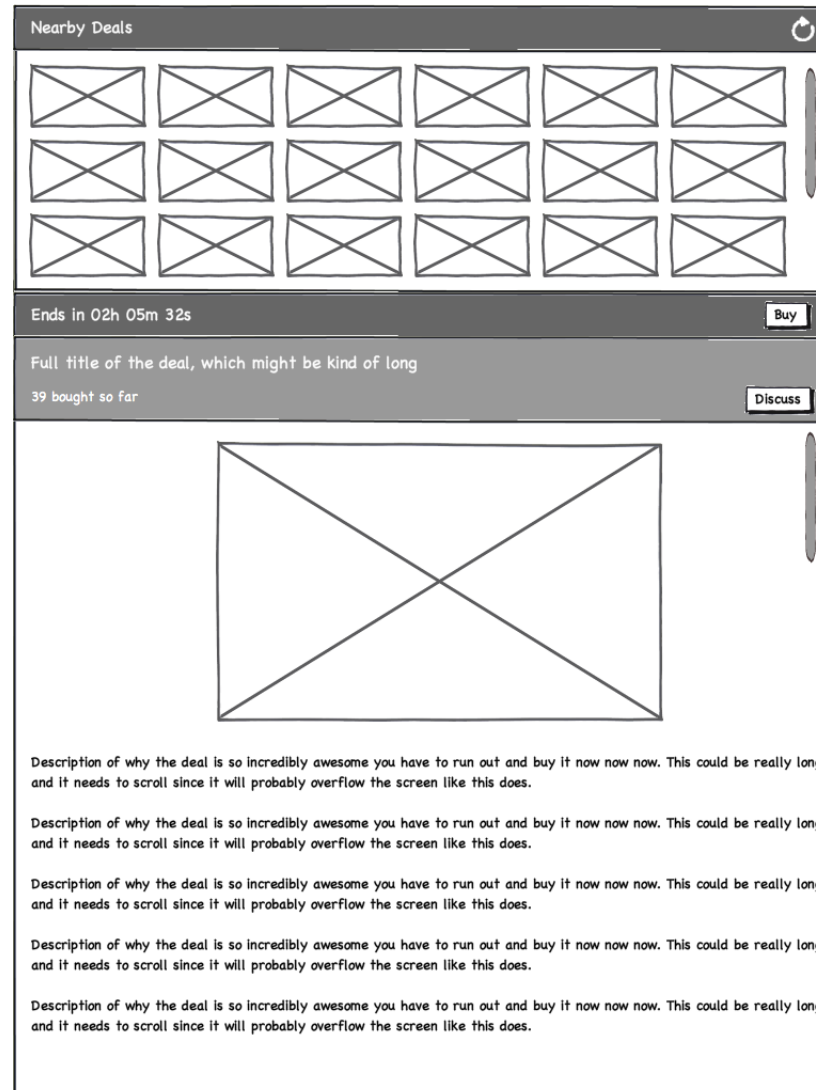 Nearby Deals
Ends in 02h 05m 32s
Buy
Full title of the deal, which might be kind of long
39 bought so far
Discuss
Description of why the deal is so incredibly awesome you have to run out and buy it now now now. This could be really long
and it needs to scroll since it will probably overflow the screen like this does.
Description of why the deal is so incredibly awesome you have to run out and buy it now now now. This could be really long
and it needs to scroll since it will probably overflow the screen like this does.
Description of why the deal is so incredibly awesome you have to run out and buy it now now now. This could be really long
and it needs to scroll since it will probably overflow the screen like this does.
Description of why the deal is so incredibly awesome you have to run out and buy it now now now. This could be really long
and it needs to scroll since it will probably overflow the screen like this does.
Description of why the deal is so incredibly awesome you have to run out and buy it now now now. This could be really long
and it needs to scroll since it will probably overflow the screen like this does.